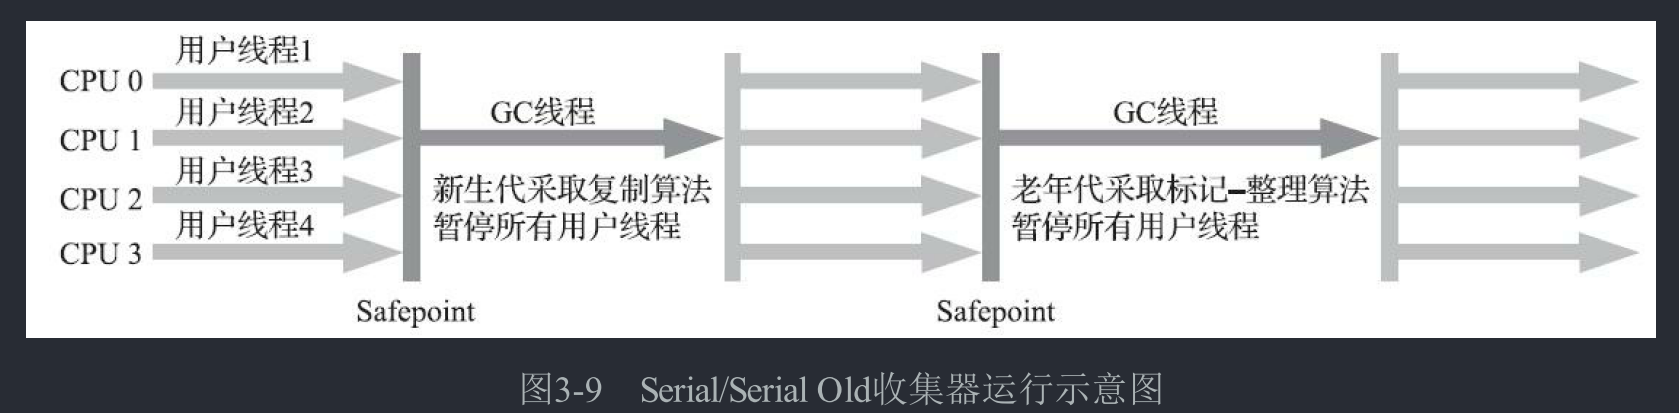 用户线程1
CPU 0
用户线程2
CPU 1
用户线程3
CPU 2
用户线程4
CPU 3
Safepoint
GC线程
新生代采取复制算法
暂停所有用户线程
Safepoint
GC线程
老年代采取标记-整理算法
暂停所有用户线程
图3-9 Serial/Serial Old收集器运行示意图